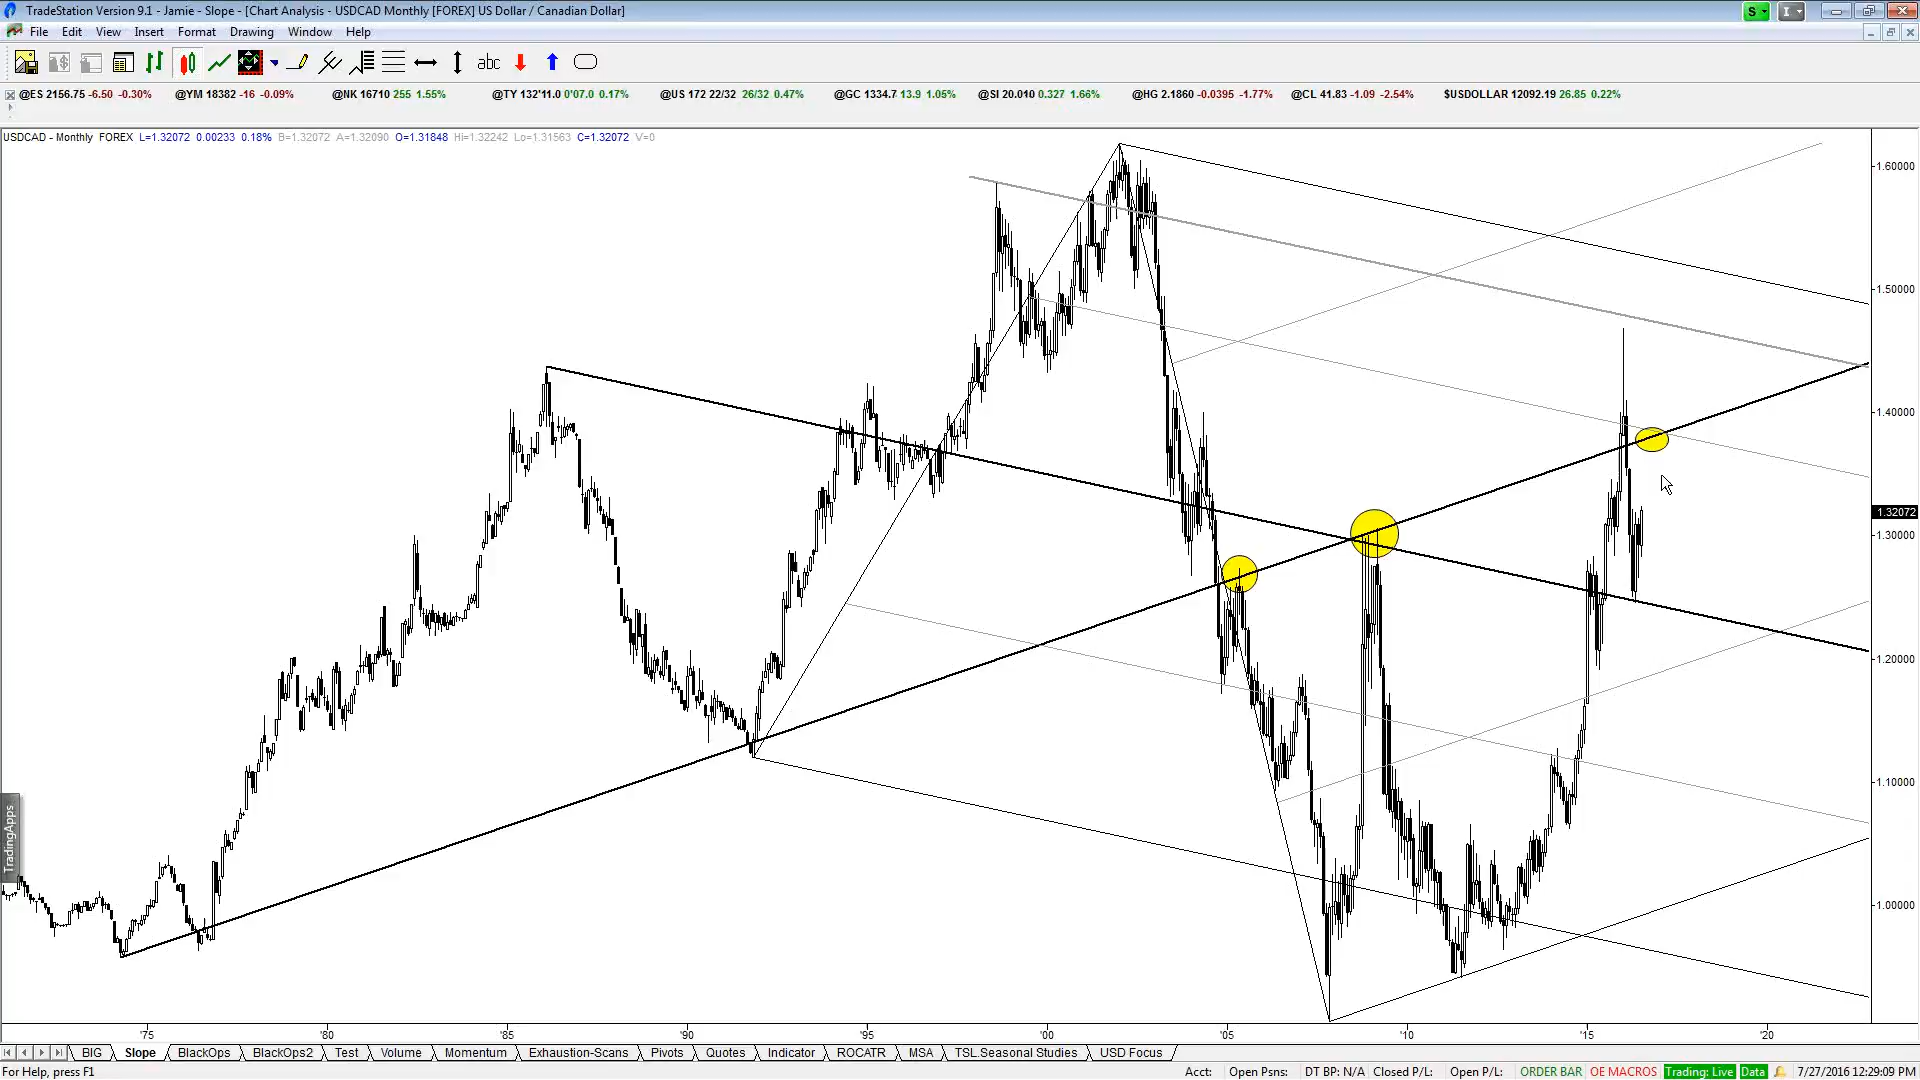 TradeStation Version 9.1 - Jamie - Slope - [Chart Analysis - USDCAD Monthly [FOREX] US Dollar / Canadian Dollar]
S
I
File Edit View Insert Format Drawing Window Help
abc
@ES 2156.75 -6.50 -0.30% @YM 18382 -16 -0.09% @NK 16710 255 1.55% @TY 132'11.0 0'07.0 0.17% @US 172 22/32 26/32 0.47% @GC 1334.7 13.9 1.05% @SI 20.010 0.327 1.66% @HG 2.1860 -0.0395 -1.77% @CL 41.83 -1.09 -2.54% $USDOLLAR 12092.19 26.85 0.22%
USDCAD - Monthly FOREX L=1.32072 0.00233 0.18% B=1.32072 A=1.32090 O=1.31848 Hi=1.32242 Lo=1.31563 C=1.32072 V=0
1.60000
1.50000
1.40000
1.32072
1.30000
1.20000
1.10000
1.00000
TradingApps
'75 '80 '85 '90 '95 '00 '05 '10 '15 '20
BIG Slope BlackOps BlackOps2 Test Volume Momentum Exhaustion-Scans Pivots Quotes Indicator ROCATR MSA TSL.Seasonal Studies USD Focus
For Help, press F1
Acct: Open Psns: DT BP: N/A Closed P/L: Open P/L: ORDER BAR OE MACROS Trading: Live Data 7/27/2016 12:29:09 PM